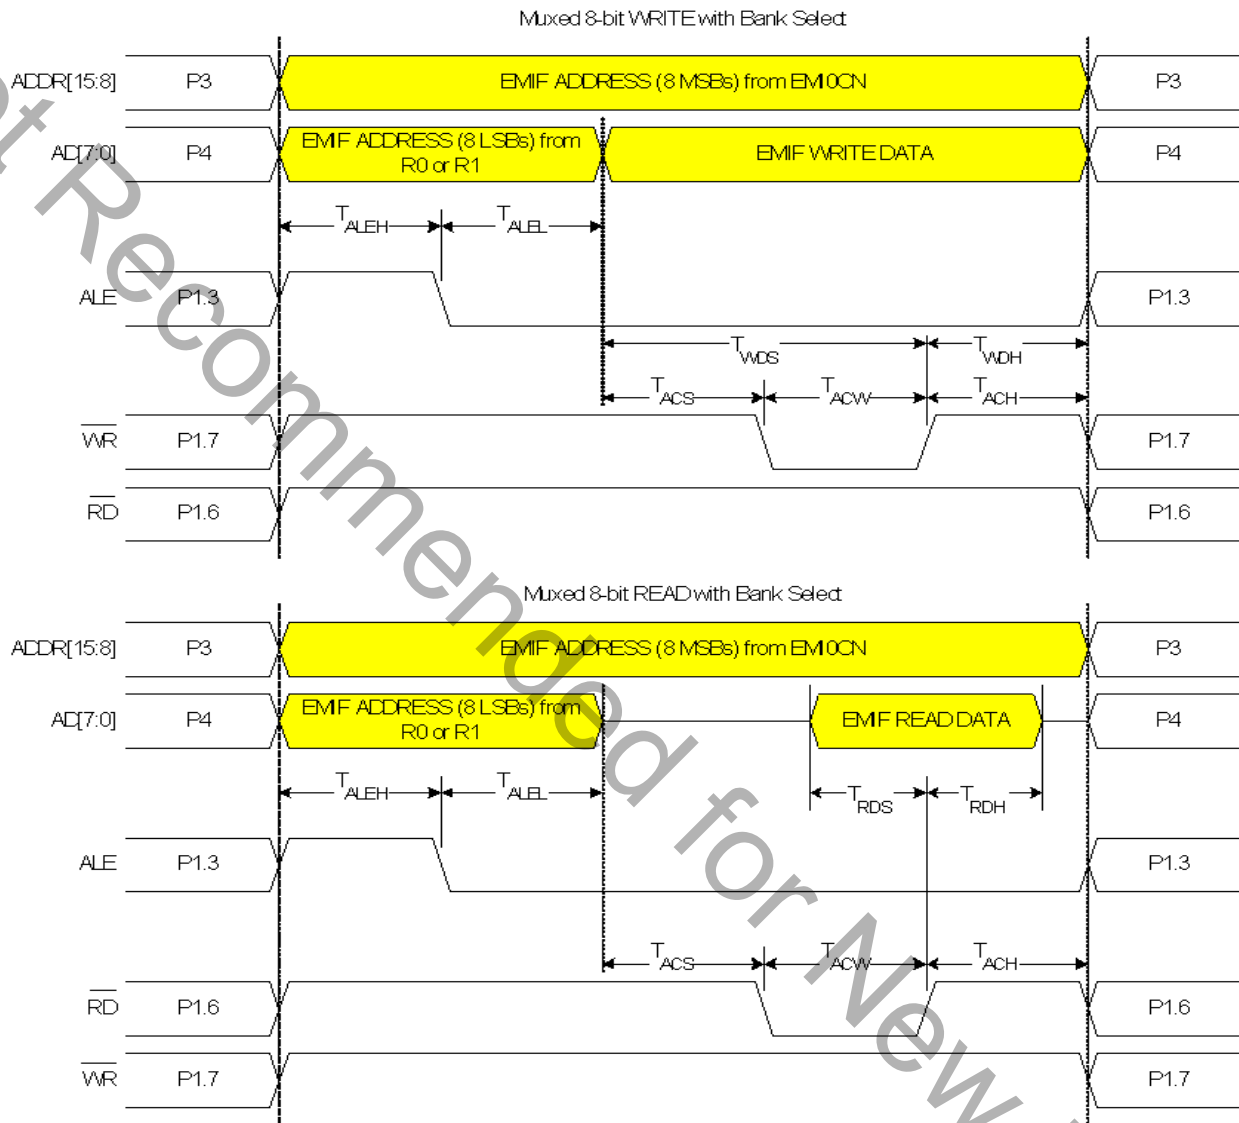 Muxed 8-bit WRITE with Bank Select
ADDR[15:8] P3 EMIF ADDRESS (8 MSBs) from EMI0CN P3
AD[7:0] P4 EMIF ADDRESS (8 LSBs) from R0 or R1 EMIF WRITE DATA P4
TALEH TALEL
ALE P1.3 P1.3
TWDS TWDH
TACS TACW TACH
WR P1.7 P1.7
RD P1.6 P1.6
Muxed 8-bit READ with Bank Select
ADDR[15:8] P3 EMIF ADDRESS (8 MSBs) from EMI0CN P3
AD[7:0] P4 EMIF ADDRESS (8 LSBs) from R0 or R1 EMIF READ DATA P4
TALEH TALEL TRDS TRDH
ALE P1.3 P1.3
TACS TACW TACH
RD P1.6 P1.6
WR P1.7 P1.7
Recommended for New